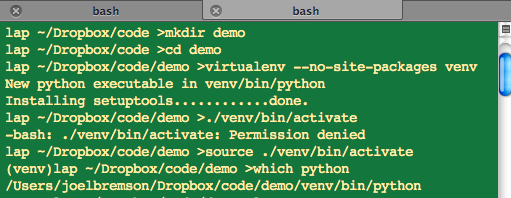 bash
bash
lap ~/Dropbox/code >mkdir demo
lap ~/Dropbox/code >cd demo
lap ~/Dropbox/code/demo >virtualenv --no-site-packages venv
New python executable in venv/bin/python
Installing setuptools............done.
lap ~/Dropbox/code/demo >./venv/bin/activate
-bash: ./venv/bin/activate: Permission denied
lap ~/Dropbox/code/demo >source ./venv/bin/activate
(venv)lap ~/Dropbox/code/demo >which python
/Users/joelbremson/Dropbox/code/demo/venv/bin/python